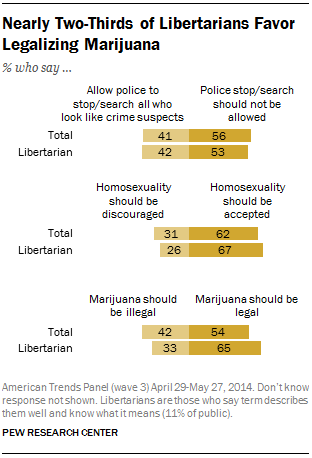 Nearly Two-Thirds of Libertarians Favor
Legalizing Marijuana
% who say ...
Allow police to
stop/search all who
look like crime suspects
Police stop/search
should not be
allowed
Total 41 56
Libertarian 42 53
Homosexuality
should be
discouraged
Homosexuality
should be
accepted
Total 31 62
Libertarian 26 67
Marijuana should
be illegal
Marijuana should be
legal
Total 42 54
Libertarian 33 65
American Trends Panel (wave 3) April 29-May 27, 2014. Don't know
response not shown. Libertarians are those who say term describes
them well and know what it means (11% of public).
PEW RESEARCH CENTER